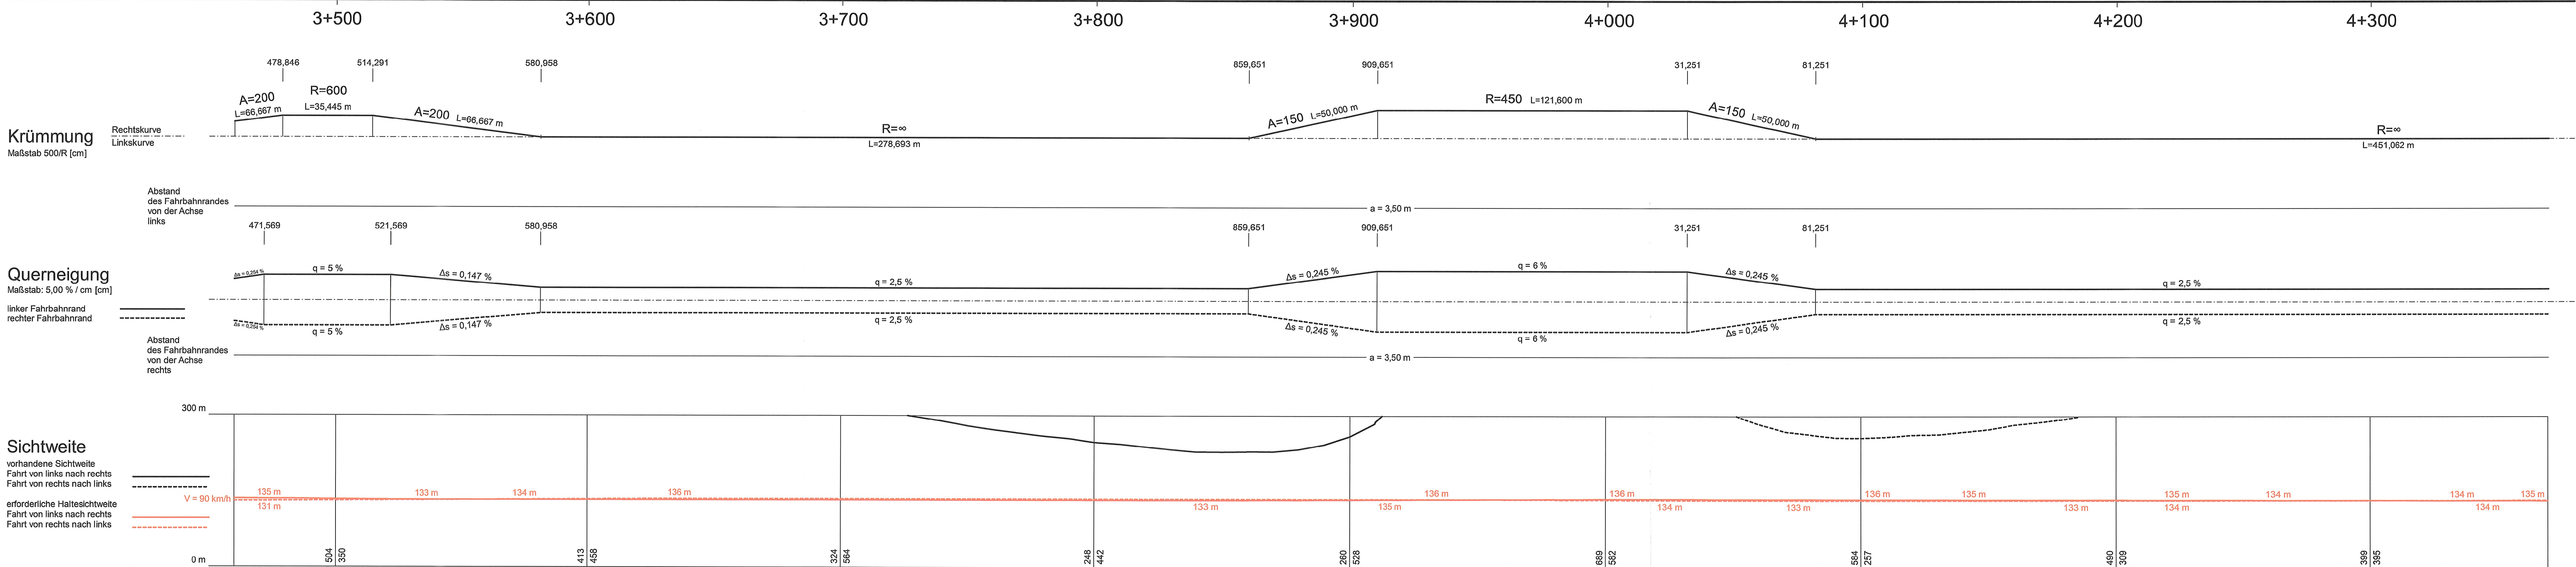 3+500 3+600 3+700 3+800 3+900 4+000 4+100 4+200 4+300
478,846 514,291 580,958 859,651 909,651 31,251 81,251
A=200 L=66,667 m
R=600
L=35,445 m
A=200 L=66,667 m
A=150 L=50,000 m
R=450 L=121,600 m
A=150 L=50,000 m
Krümmung
Maßstab 500/R [cm]
Rechtskurve
Linkskurve
R=∞
L=278,693 m
R=∞
L=451,062 m
Abstand
des Fahrbahnrandes
von der Achse
links
a = 3,50 m
471,569 521,569 580,958 859,651 909,651 31,251 81,251
Querneigung
Maßstab: 5,00 % / cm [cm]
linker Fahrbahnrand
rechter Fahrbahnrand
Δs = 0,254 % q = 5 % Δs = 0,147 % q = 2,5 % Δs = 0,245 % q = 6 % Δs = 0,245 % q = 2,5 %
Δs = 0,254 % q = 5 % Δs = 0,147 % q = 2,5 % Δs = 0,245 % q = 6 % Δs = 0,245 % q = 2,5 %
Abstand
des Fahrbahnrandes
von der Achse
rechts
a = 3,50 m
300 m
Sichtweite
vorhandene Sichtweite
Fahrt von links nach rechts
Fahrt von rechts nach links
V = 90 km/h
erforderliche Haltesichtweite
Fahrt von links nach rechts
Fahrt von rechts nach links
135 m 133 m 134 m 136 m 136 m 136 m 136 m 135 m 135 m 134 m 134 m 135 m
131 m 133 m 135 m 134 m 133 m 133 m 134 m 134 m
0 m
504 350
413 458
324 564
248 442
260 528
689 582
584 257
490 309
399 395